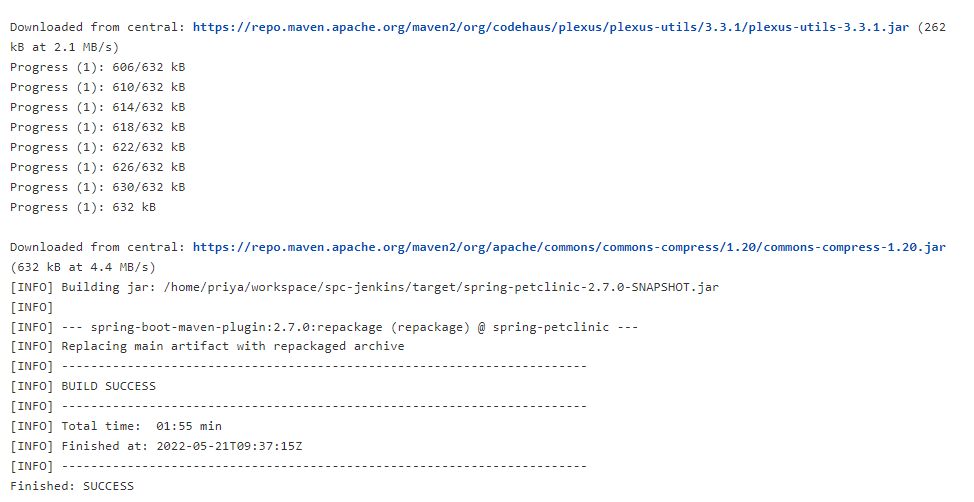 Downloaded from central: https://repo.maven.apache.org/maven2/org/codehaus/plexus/plexus-utils/3.3.1/plexus-utils-3.3.1.jar (262
kB at 2.1 MB/s)
Progress (1): 606/632 kB
Progress (1): 610/632 kB
Progress (1): 614/632 kB
Progress (1): 618/632 kB
Progress (1): 622/632 kB
Progress (1): 626/632 kB
Progress (1): 630/632 kB
Progress (1): 632 kB
Downloaded from central: https://repo.maven.apache.org/maven2/org/apache/commons/commons-compress/1.20/commons-compress-1.20.jar
(632 kB at 4.4 MB/s)
[INFO] Building jar: /home/priya/workspace/spc-jenkins/target/spring-petclinic-2.7.0-SNAPSHOT.jar
[INFO]
[INFO] --- spring-boot-maven-plugin:2.7.0:repackage (repackage) @ spring-petclinic ---
[INFO] Replacing main artifact with repackaged archive
[INFO] ------------------------------------------------------------------------
[INFO] BUILD SUCCESS
[INFO] ------------------------------------------------------------------------
[INFO] Total time:  01:55 min
[INFO] Finished at: 2022-05-21T09:37:15Z
[INFO] ------------------------------------------------------------------------
Finished: SUCCESS